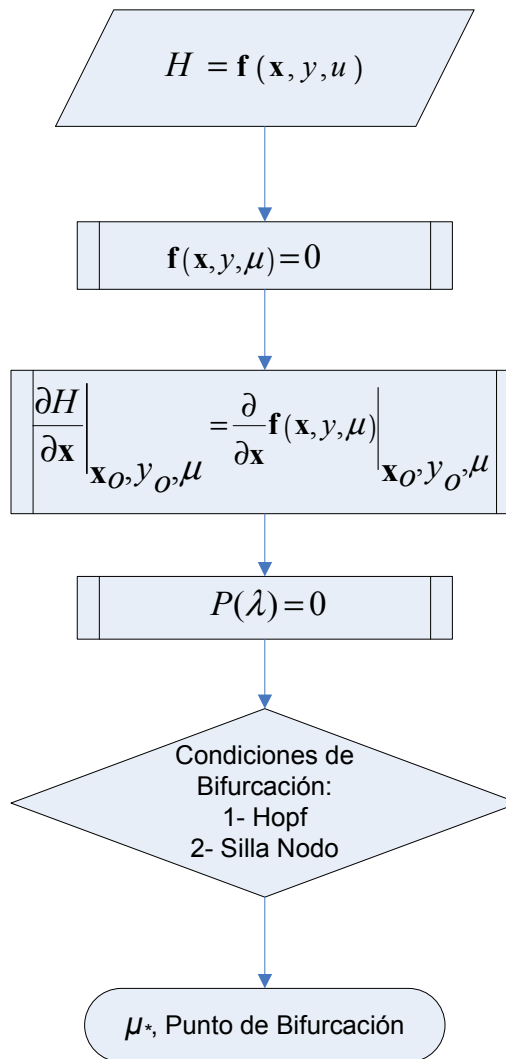 H = f (x, y, u)
f(x, y, μ) = 0
∂H/∂x |x_o, y_o, μ = ∂/∂x f(x, y, μ) |x_o, y_o, μ
P(λ) = 0
Condiciones de
Bifurcación:
1- Hopf
2- Silla Nodo
μ*, Punto de Bifurcación